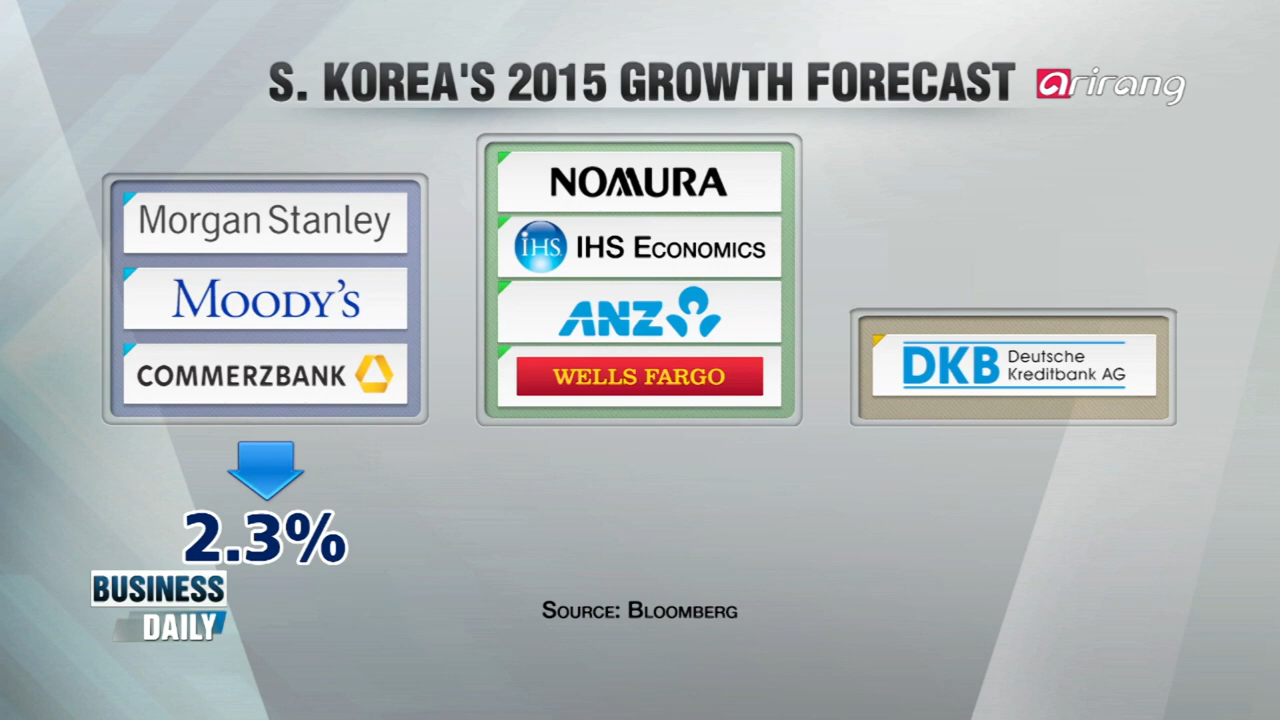 S. KOREA'S 2015 GROWTH FORECAST
arirang
Morgan Stanley
MOODY'S
COMMERZBANK
NOMURA
IHS IHS ECONOMICS
ANZ
WELLS FARGO
DKB Deutsche
Kreditbank AG
2.3%
BUSINESS
DAILY
SOURCE: BLOOMBERG